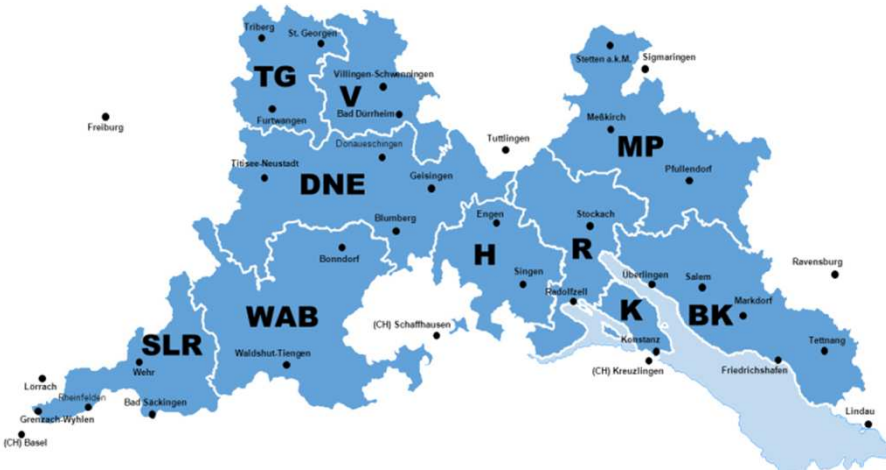 Triberg
St. Georgen
TG
Villingen-Schwenningen
V
Bad Dürrheim
Furtwangen
Freiburg
Stetten a.k.M.
Sigmaringen
Meßkirch
MP
Pfullendorf
Tuttlingen
Donaueschingen
Titisee-Neustadt
DNE
Geisingen
Blumberg
Engen
H
Singen
Stockach
R
Radolfzell
Bonndorf
WAB
Waldshut-Tiengen
(CH) Schaffhausen
Überlingen
Salem
BK
Markdorf
K
Konstanz
(CH) Kreuzlingen
Ravensburg
Tettnang
Friedrichshafen
Lindau
SLR
Wehr
Lörrach
Rheinfelden
Bad Säckingen
Grenzach-Wyhlen
(CH) Basel